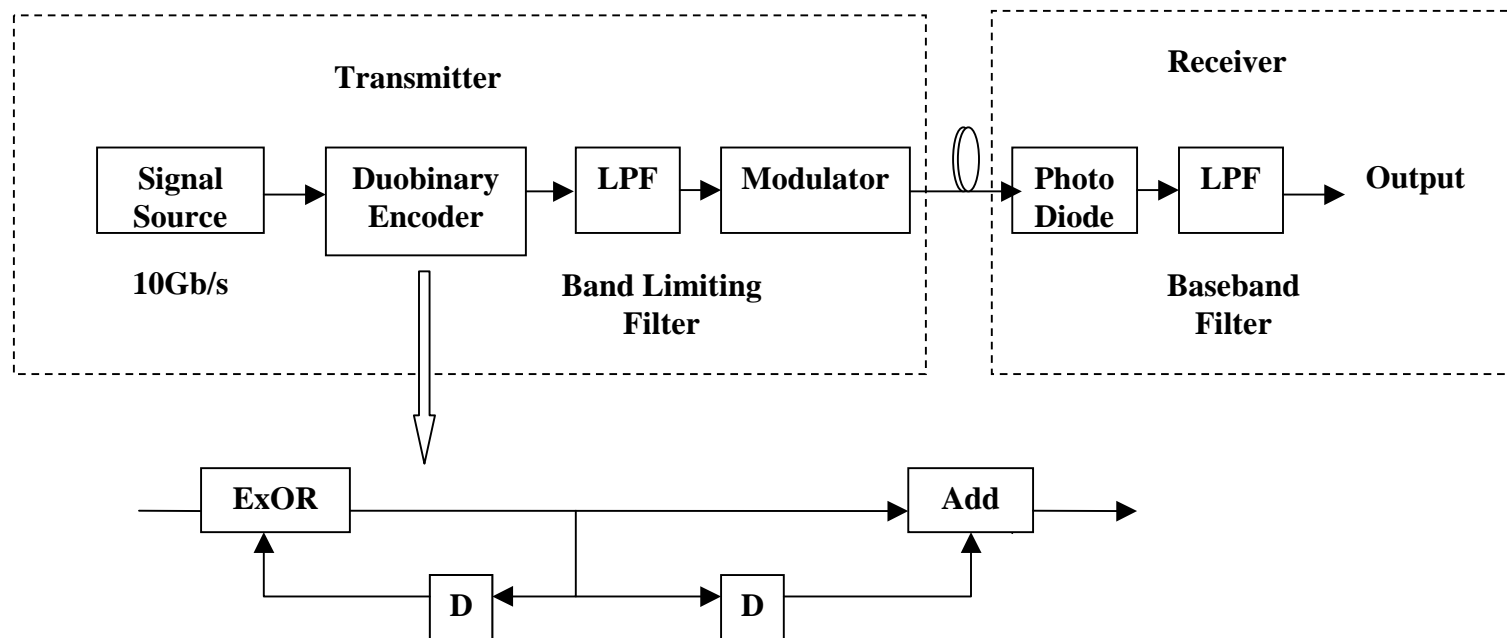 Transmitter
Receiver
Signal
Source
Duobinary
Encoder
LPF
Modulator
Photo
Diode
LPF
Output
10Gb/s
Band Limiting
Filter
Baseband
Filter
ExOR
Add
D
D